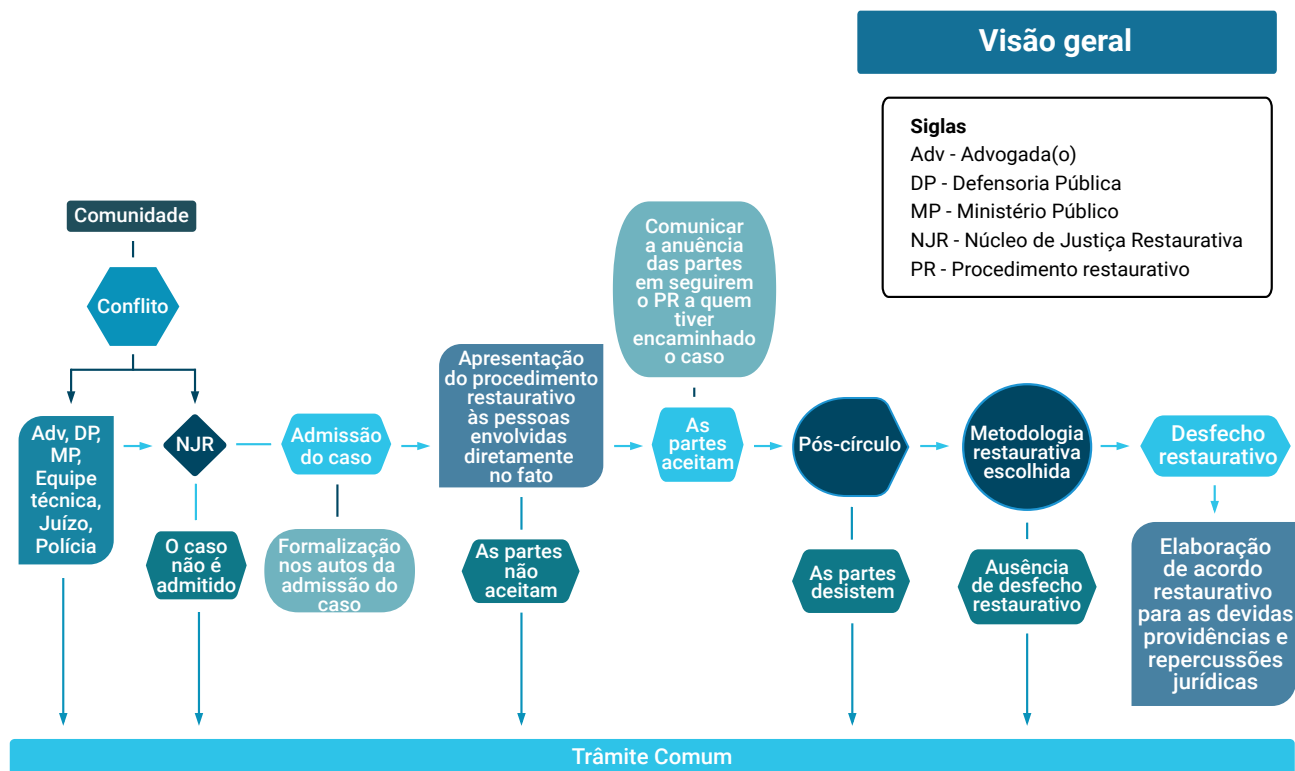 Visão geral
Siglas
Adv - Advogada(o)
DP - Defensoria Pública
MP - Ministério Público
NJR - Núcleo de Justiça Restaurativa
PR - Procedimento restaurativo
Comunidade
Conflito
Adv, DP,
MP,
Equipe
técnica,
Juízo,
Polícia
NJR
O caso
não é
admitido
Admissão
do caso
Formalização
nos autos da
admissão do
caso
Apresentação
do procedimento
restaurativo
às pessoas
envolvidas
diretamente
no fato
As partes
não
aceitam
Comunicar
a anuência
das partes
em seguirem
o PR a quem
tiver
encaminhado
o caso
As
partes
aceitam
Pós-círculo
As partes
desistem
Metodologia
restaurativa
escolhida
Ausência
de desfecho
restaurativo
Desfecho
restaurativo
Elaboração
de acordo
restaurativo
para as devidas
providências e
repercussões
jurídicas
Trâmite Comum